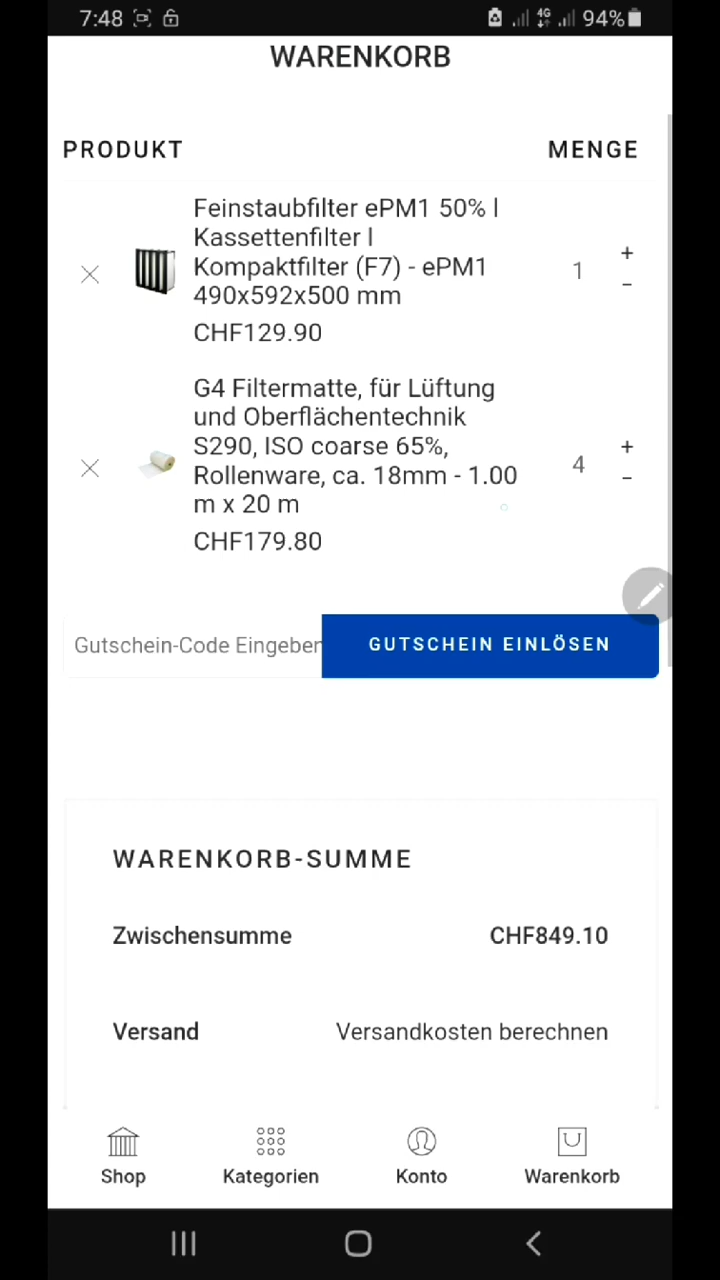 7:48
4G
94%
WARENKORB
PRODUKT MENGE
Feinstaubfilter ePM1 50% l
Kassettenfilter l
Kompaktfilter (F7) - ePM1
490x592x500 mm
1
+
-
CHF129.90
G4 Filtermatte, für Lüftung
und Oberflächentechnik
S290, ISO coarse 65%,
Rollenware, ca. 18mm - 1.00
m x 20 m
4
+
-
CHF179.80
Gutschein-Code Eingeben
GUTSCHEIN EINLÖSEN
WARENKORB-SUMME
Zwischensumme CHF849.10
Versand Versandkosten berechnen
Shop Kategorien Konto Warenkorb